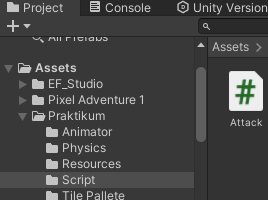 Project
Console
Unity Version
All Prefabs
Assets
EF_Studio
Pixel Adventure 1
Praktikum
Animator
Physics
Resources
Script
Tile Pallete
Assets >
#
Attack